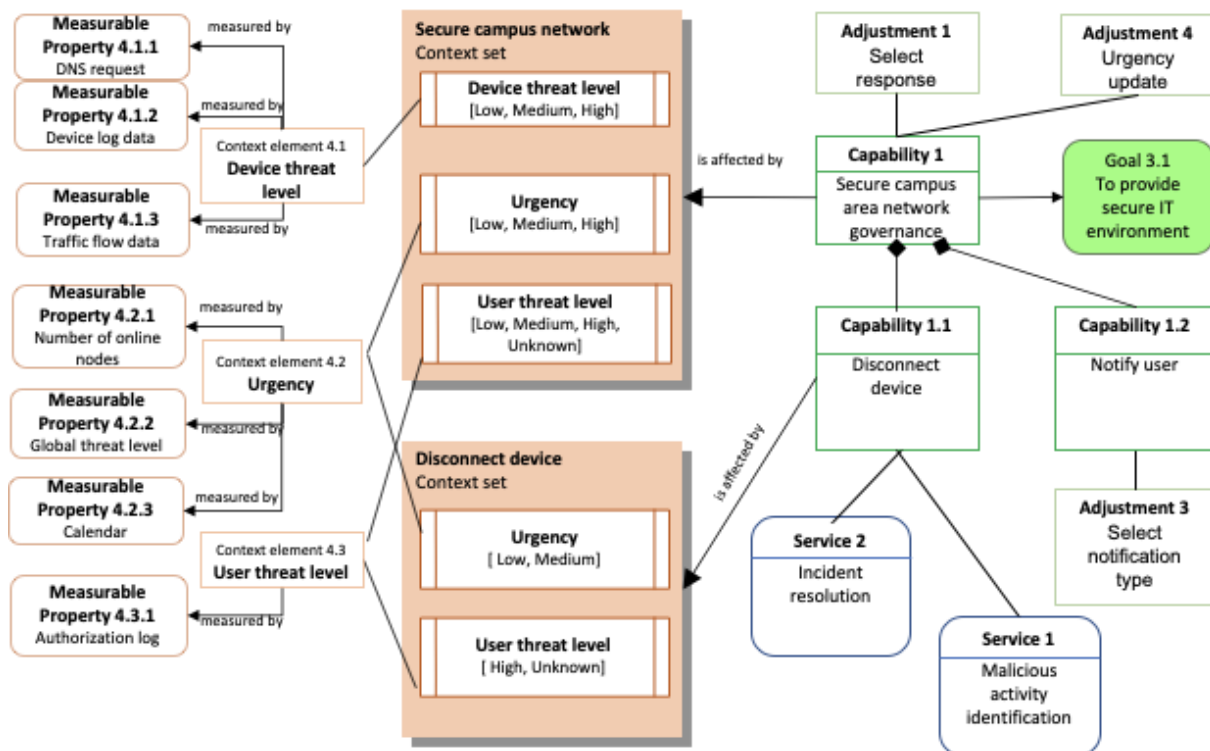 Measurable
Property 4.1.1
DNS request
measured by
Measurable
Property 4.1.2
Device log data
measured by
Context element 4.1
Device threat
level
Measurable
Property 4.1.3
Traffic flow data
measured by
Measurable
Property 4.2.1
Number of online
nodes
measured by
Context element 4.2
Urgency
Measurable
Property 4.2.2
Global threat level
measured by
Measurable
Property 4.2.3
Calendar
measured by
Context element 4.3
User threat level
Measurable
Property 4.3.1
Authorization log
measured by
Secure campus network
Context set
Device threat level
[Low, Medium, High]
Urgency
[Low, Medium, High]
User threat level
[Low, Medium, High,
Unknown]
Disconnect device
Context set
Urgency
[ Low, Medium]
User threat level
[ High, Unknown]
is affected by
is affected by
Adjustment 1
Select
response
Adjustment 4
Urgency
update
Capability 1
Secure campus
area network
governance
Goal 3.1
To provide
secure IT
environment
Capability 1.1
Disconnect
device
Capability 1.2
Notify user
Service 2
Incident
resolution
Service 1
Malicious
activity
identification
Adjustment 3
Select
notification
type